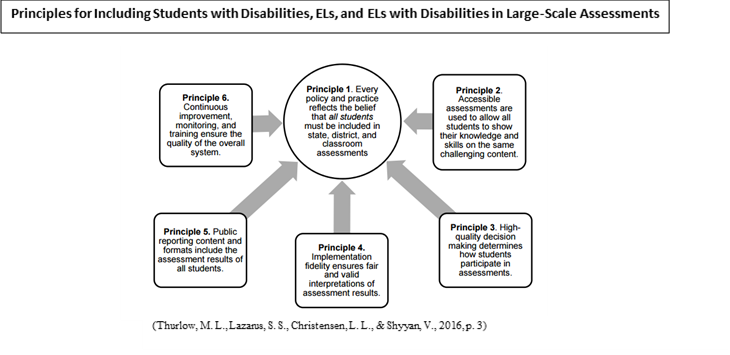 Principles for Including Students with Disabilities, ELs, and ELs with Disabilities in Large-Scale Assessments
Principle 1. Every
policy and practice
reflects the belief
that all students
must be included in
state, district, and
classroom
assessments
Principle 2.
Accessible
assessments are
used to allow all
students to show
their knowledge and
skills on the same
challenging content.
Principle 3. High-
quality decision
making determines
how students
participate in
assessments.
Principle 4.
Implementation
fidelity ensures fair
and valid
interpretations of
assessment results.
Principle 5. Public
reporting content and
formats include the
assessment results of
all students.
Principle 6.
Continuous
improvement,
monitoring, and
training ensure the
quality of the overall
system.
(Thurlow, M. L., Lazarus, S. S., Christensen, L. L., & Shyyan, V., 2016, p. 3)